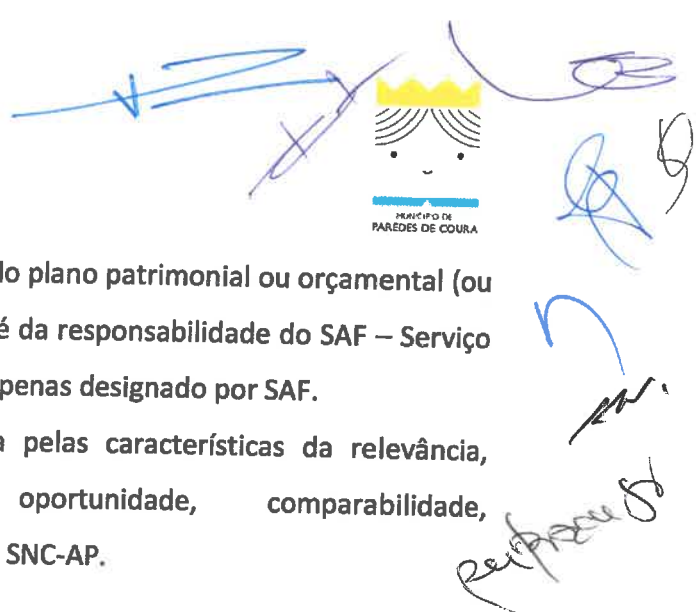 MUNICÍPIO DE
PAREDES DE COURA
do plano patrimonial ou orçamental (ou
é da responsabilidade do SAF – Serviço
penas designado por SAF.
a pelas características da relevância,
oportunidade, comparabilidade,
SNC-AP.